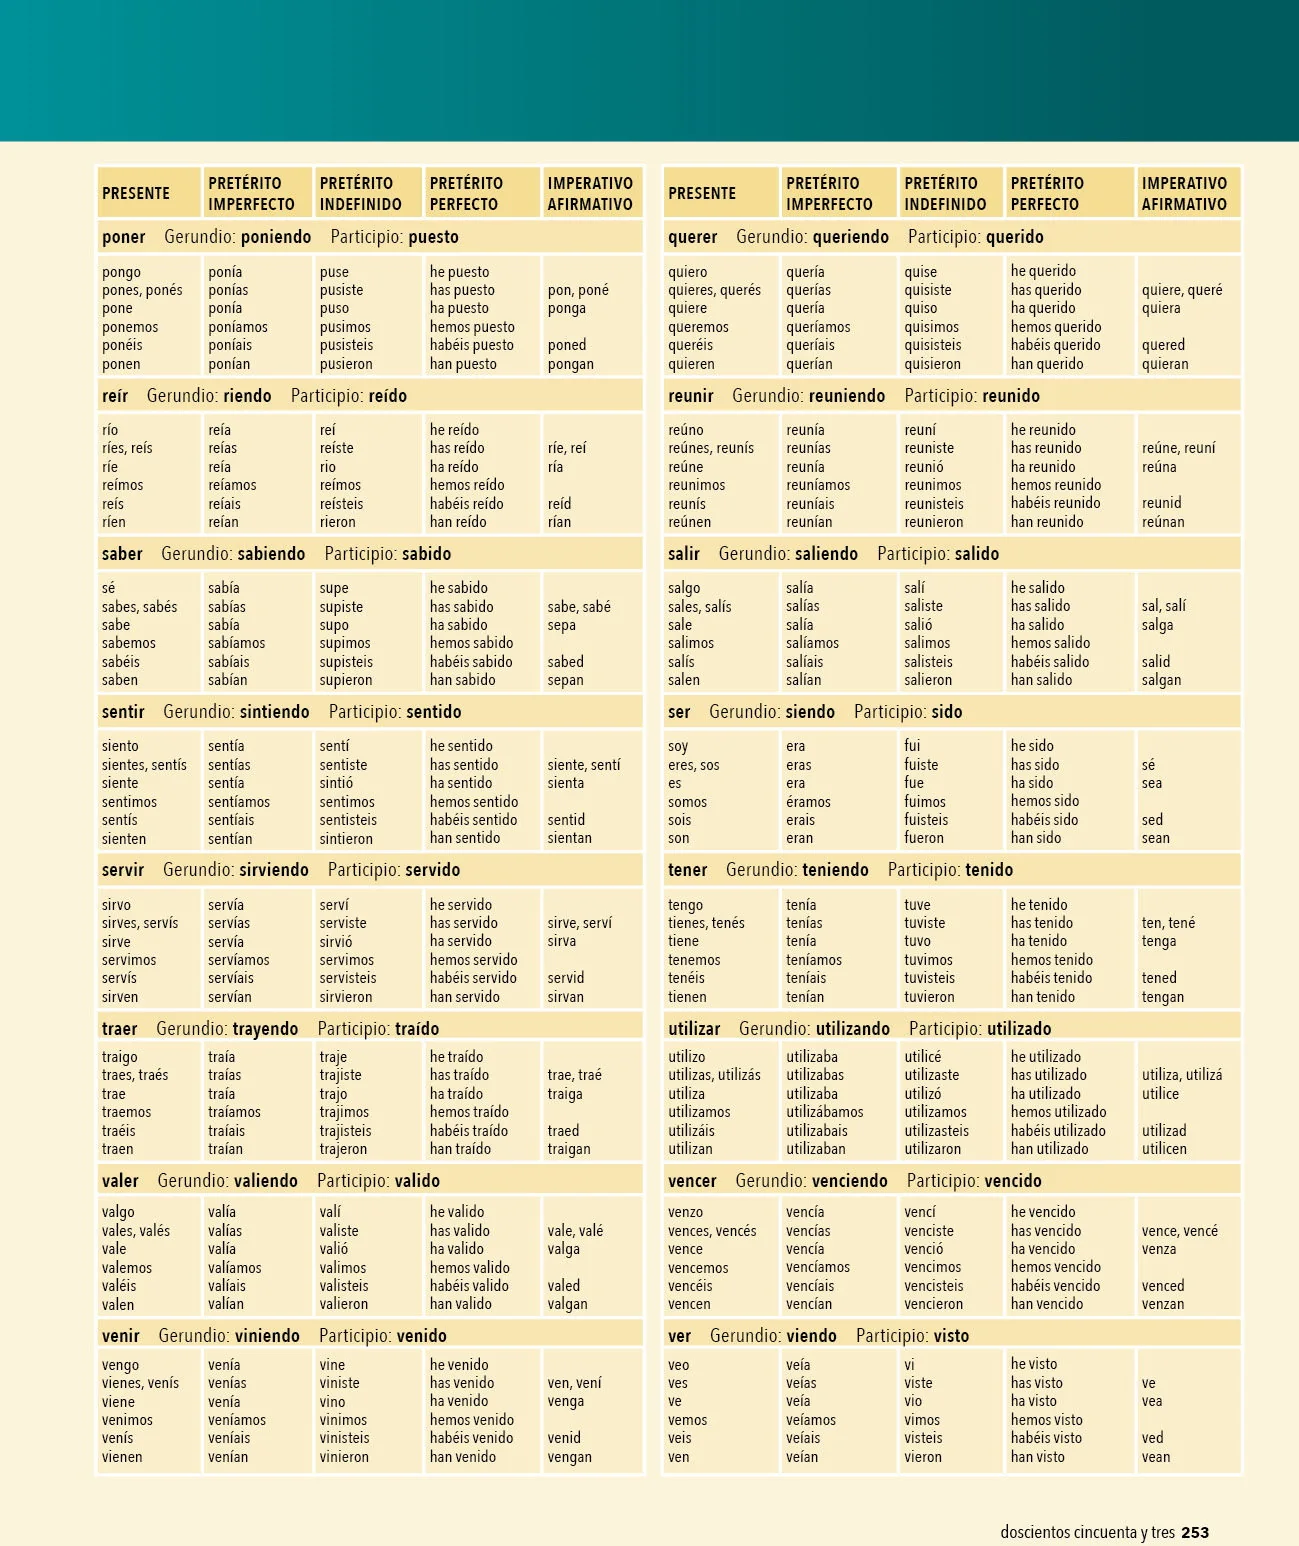 PRESENTE PRETÉRITO IMPERFECTO PRETÉRITO INDEFINIDO PRETÉRITO PERFECTO IMPERATIVO AFIRMATIVO
poner Gerundio: poniendo Participio: puesto
pongo ponía puse he puesto
pones, ponés ponías pusiste has puesto pon, poné
pone ponía puso ha puesto ponga
ponemos poníamos pusimos hemos puesto
ponéis poníais pusisteis habéis puesto poned
ponen ponían pusieron han puesto pongan
reír Gerundio: riendo Participio: reído
río reía reí he reído
ríes, reís reías reíste has reído ríe, reí
ríe reía rio ha reído ría
reímos reíamos reímos hemos reído
reís reíais reísteis habéis reído reíd
ríen reían rieron han reído rían
saber Gerundio: sabiendo Participio: sabido
sé sabía supe he sabido
sabes, sabés sabías supiste has sabido sabe, sabé
sabe sabía supo ha sabido sepa
sabemos sabíamos supimos hemos sabido
sabéis sabíais supisteis habéis sabido sabed
saben sabían supieron han sabido sepan
sentir Gerundio: sintiendo Participio: sentido
siento sentía sentí he sentido
sientes, sentís sentías sentiste has sentido siente, sentí
siente sentía sintió ha sentido sienta
sentimos sentíamos sentimos hemos sentido
sentís sentíais sentisteis habéis sentido sentid
sienten sentían sintieron han sentido sientan
servir Gerundio: sirviendo Participio: servido
sirvo servía serví he servido
sirves, servís servías serviste has servido sirve, serví
sirve servía sirvió ha servido sirva
servimos servíamos servimos hemos servido
servís servíais servisteis habéis servido servid
sirven servían sirvieron han servido sirvan
traer Gerundio: trayendo Participio: traído
traigo traía traje he traído
traes, traés traías trajiste has traído trae, traé
trae traía trajo ha traído traiga
traemos traíamos trajimos hemos traído
traéis traíais trajisteis habéis traído traed
traen traían trajeron han traído traigan
valer Gerundio: valiendo Participio: valido
valgo valía valí he valido
vales, valés valías valiste has valido vale, valé
vale valía valió ha valido valga
valemos valíamos valimos hemos valido
valéis valíais valisteis habéis valido valed
valen valían valieron han valido valgan
venir Gerundio: viniendo Participio: venido
vengo venía vine he venido
vienes, venís venías viniste has venido ven, vení
viene venía vino ha venido venga
venimos veníamos vinimos hemos venido
venís veníais vinisteis habéis venido venid
vienen venían vinieron han venido vengan
PRESENTE PRETÉRITO IMPERFECTO PRETÉRITO INDEFINIDO PRETÉRITO PERFECTO IMPERATIVO AFIRMATIVO
querer Gerundio: queriendo Participio: querido
quiero quería quise he querido
quieres, querés querías quisiste has querido quiere, queré
quiere quería quiso ha querido quiera
queremos queríamos quisimos hemos querido
queréis queríais quisisteis habéis querido quered
quieren querían quisieron han querido quieran
reunir Gerundio: reuniendo Participio: reunido
reúno reunía reuní he reunido
reúnes, reunís reunías reuniste has reunido reúne, reuní
reúne reunía reunió ha reunido reúna
reunimos reuníamos reunimos hemos reunido
reunís reuníais reunisteis habéis reunido reunid
reúnen reunían reunieron han reunido reúnan
salir Gerundio: saliendo Participio: salido
salgo salía salí he salido
sales, salís salías saliste has salido sal, salí
sale salía salió ha salido salga
salimos salíamos salimos hemos salido
salís salíais salisteis habéis salido salid
salen salían salieron han salido salgan
ser Gerundio: siendo Participio: sido
soy era fui he sido
eres, sos eras fuiste has sido sé
es era fue ha sido sea
somos éramos fuimos hemos sido
sois erais fuisteis habéis sido sed
son eran fueron han sido sean
tener Gerundio: teniendo Participio: tenido
tengo tenía tuve he tenido
tienes, tenés tenías tuviste has tenido ten, tené
tiene tenía tuvo ha tenido tenga
tenemos teníamos tuvimos hemos tenido
tenéis teníais tuvisteis habéis tenido tened
tienen tenían tuvieron han tenido tengan
utilizar Gerundio: utilizando Participio: utilizado
utilizo utilizaba utilicé he utilizado
utilizas, utilizás utilizabas utilizaste has utilizado utiliza, utilizá
utiliza utilizaba utilizó ha utilizado utilice
utilizamos utilizábamos utilizamos hemos utilizado
utilizáis utilizabais utilizasteis habéis utilizado utilizad
utilizan utilizaban utilizaron han utilizado utilicen
vencer Gerundio: venciendo Participio: vencido
venzo vencía vencí he vencido
vences, vencés vencías venciste has vencido vence, vencé
vence vencía venció ha vencido venza
vencemos vencíamos vencimos hemos vencido
vencéis vencíais vencisteis habéis vencido venced
vencen vencían vencieron han vencido venzan
ver Gerundio: viendo Participio: visto
veo veía vi he visto
ves veías viste has visto ve
ve veía vio ha visto vea
vemos veíamos vimos hemos visto
veis veíais visteis habéis visto ved
ven veían vieron han visto vean
doscientos cincuenta y tres 253